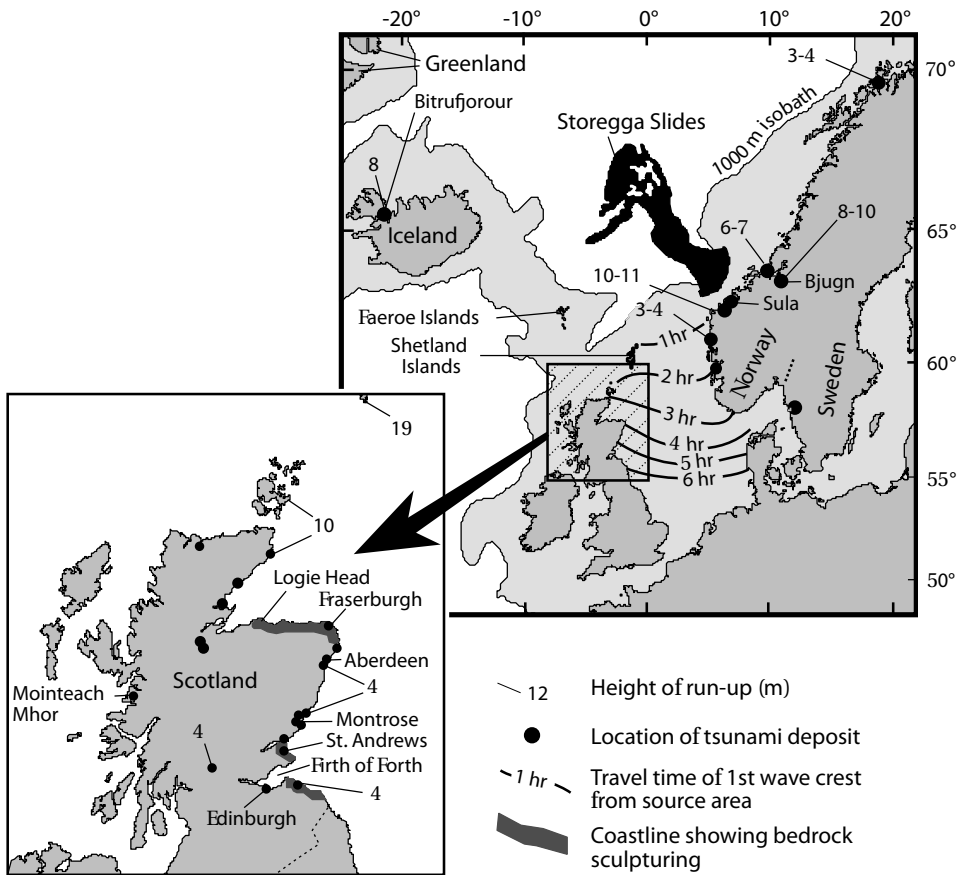 -20°
-10°
0°
10°
20°
3-4
70°
Greenland
Bitrufjorour
Storegga Slides
1000 m isobath
8
Iceland
65°
6-7
8-10
10-11
Bjugn
Sula
Faeroe Islands
3-4
1 hr
Shetland
Islands
60°
2 hr
Norway
Sweden
3 hr
4 hr
5 hr
6 hr
55°
50°
19
10
Logie Head
Fraserburgh
Aberdeen
Scotland
4
Mointeach
Mhor
Montrose
4
St. Andrews
Firth of Forth
4
Edinburgh
12
Height of run-up (m)
Location of tsunami deposit
1 hr
Travel time of 1st wave crest
from source area
Coastline showing bedrock
sculpturing